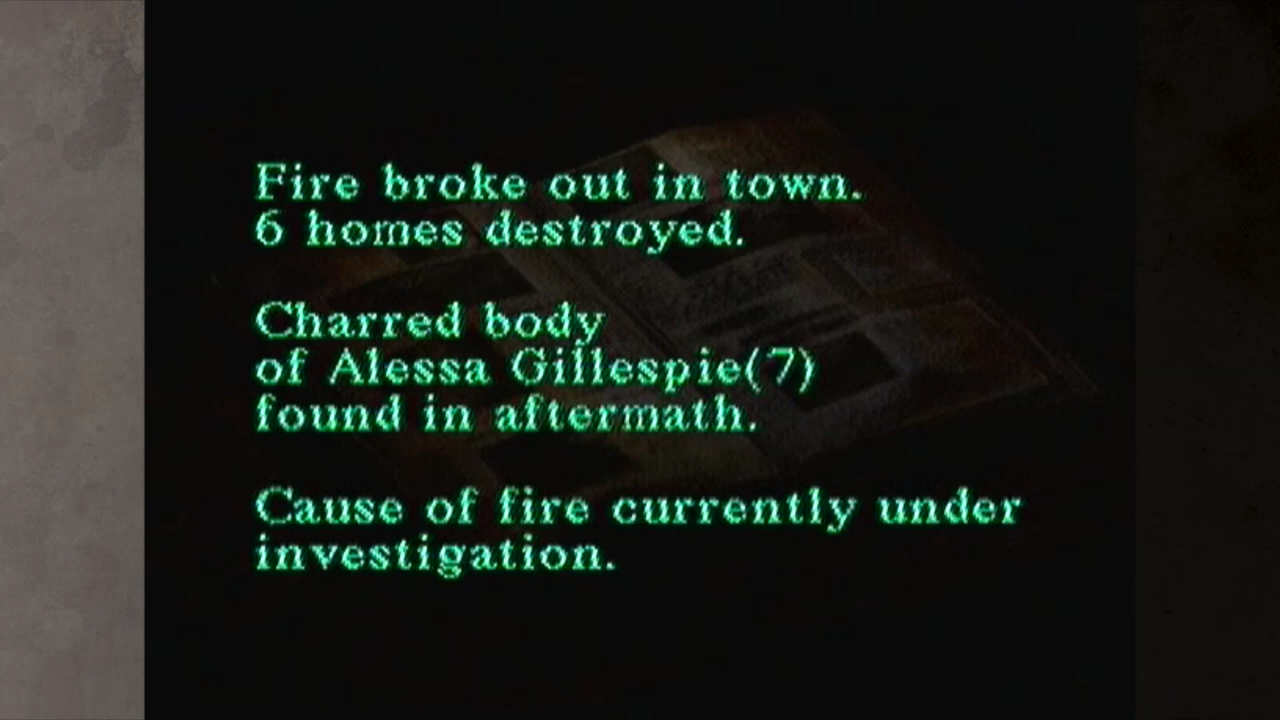 Fire broke out in town.
6 homes destroyed.
Charred body
of Alessa Gillespie(7)
found in aftermath.
Cause of fire currently under
investigation.